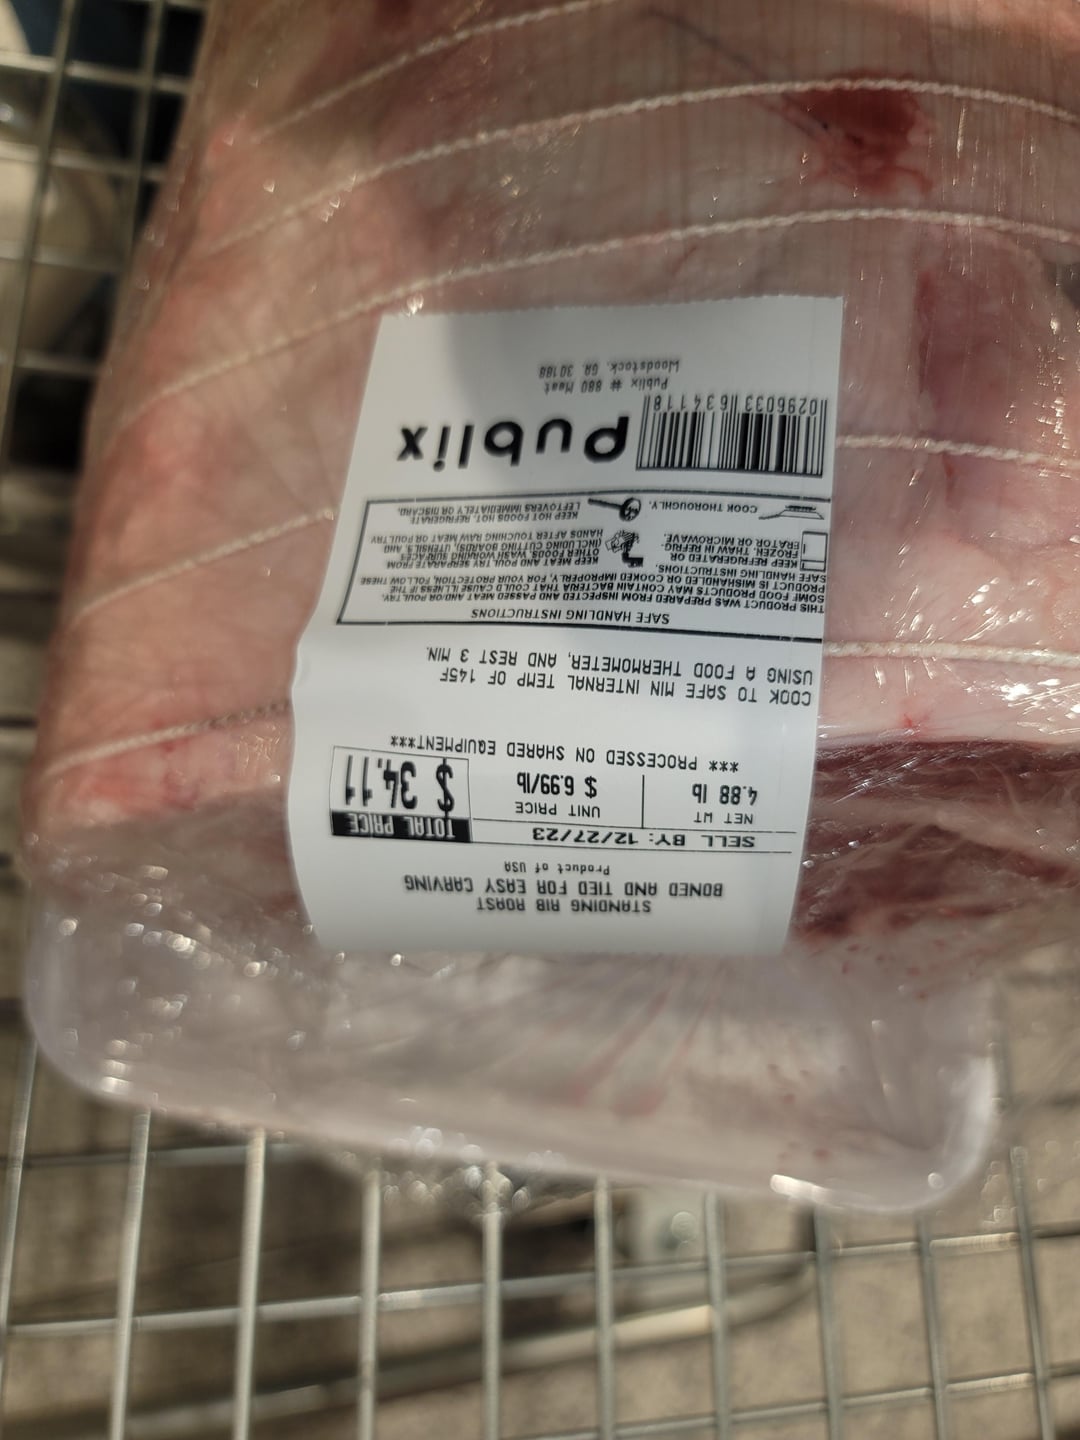 STANDING RIB ROAST
BONED AND TIED FOR EASY CARVING
Product of USA
SELL BY: 12/27/23
NET WT
4.88 lb
UNIT PRICE
$ 6.99/lb
TOTAL PRICE
$ 34.11
*** PROCESSED ON SHARED EQUIPMENT***
COOK TO SAFE MIN INTERNAL TEMP OF 145F
USING A FOOD THERMOMETER, AND REST 3 MIN.
SAFE HANDLING INSTRUCTIONS
THIS PRODUCT WAS PREPARED FROM INSPECTED AND PASSED MEAT AND/OR POULTRY.
SOME FOOD PRODUCTS MAY CONTAIN BACTERIA THAT COULD CAUSE ILLNESS IF THE
PRODUCT IS MISHANDLED OR COOKED IMPROPERLY. FOR YOUR PROTECTION, FOLLOW THESE
SAFE HANDLING INSTRUCTIONS.
KEEP REFRIGERATED OR
FROZEN. THAW IN REFRIG-
ERATOR OR MICROWAVE.
KEEP MEAT AND POULTRY SEPARATE FROM
OTHER FOODS. WASH WORKING SURFACES
(INCLUDING CUTTING BOARDS), UTENSILS, AND
HANDS AFTER TOUCHING RAW MEAT OR POULTRY
COOK THOROUGHLY.
KEEP HOT FOODS HOT. REFRIGERATE
LEFTOVERS IMMEDIATELY OR DISCARD.
0296033 634118
Publix
Publix # 880 Meat
Woodstock, GA, 30188